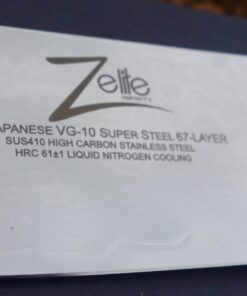 Zelite
INFINITY
APANESE VG-10 SUPER STEEL 67-LAYER
SUS410 HIGH CARBON STAINLESS STEEL
HRC 61±1 LIQUID NITROGEN COOLING